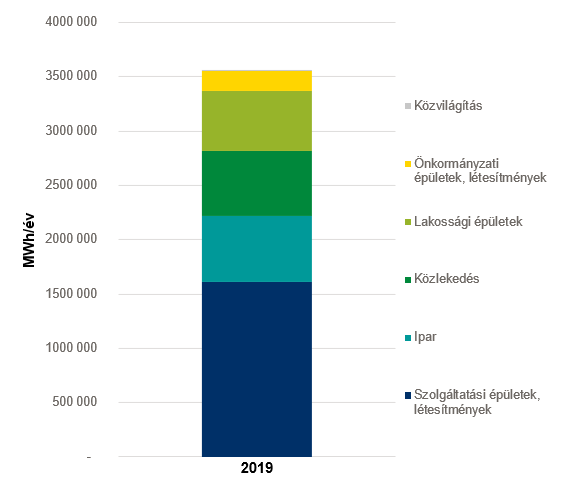 4000 000
3500 000
3000 000
2500 000
2000 000
1500 000
1000 000
500 000
-
MWh/év
2019
Közvilágítás
Önkormányzati
épületek, létesítmények
Lakossági épületek
Közlekedés
Ipar
Szolgáltatási épületek,
létesítmények